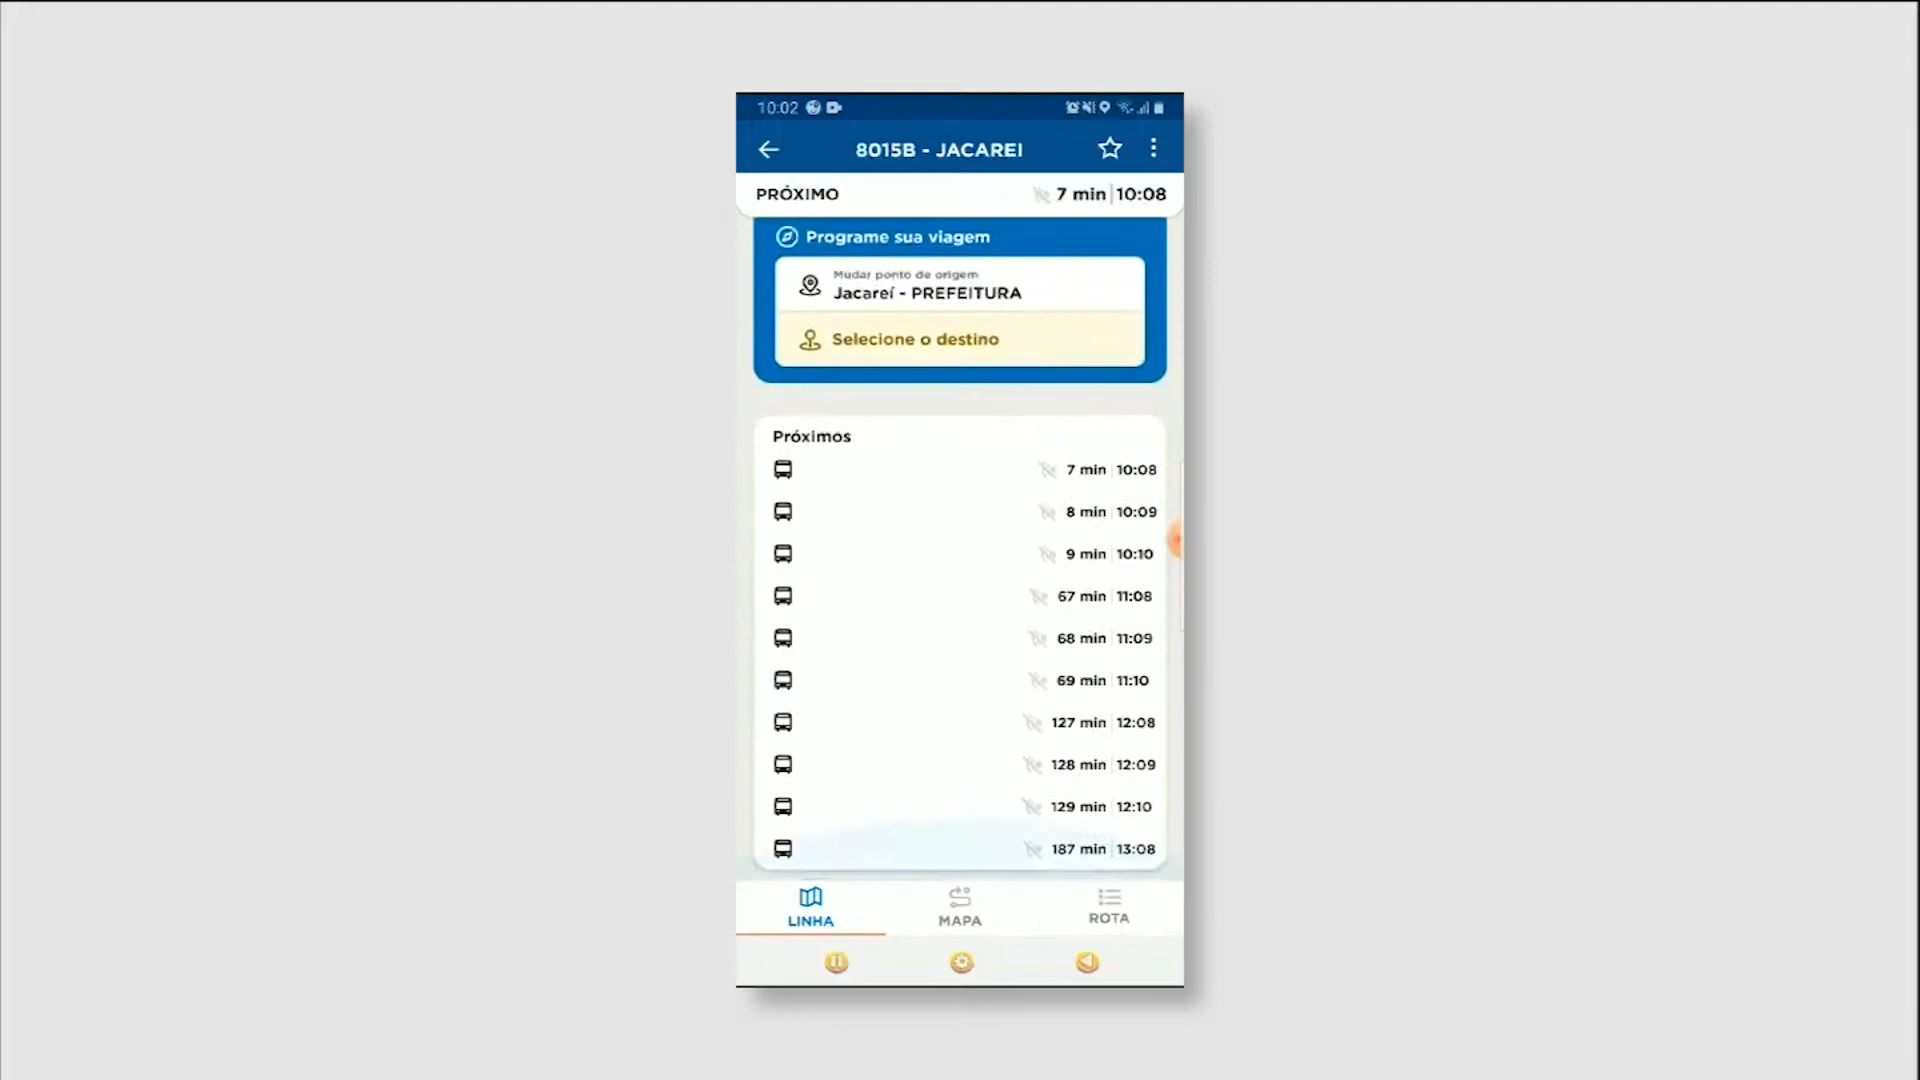 10:02
8015B - JACAREI
PRÓXIMO 7 min 10:08
Programe sua viagem
Mudar ponto de origem
Jacareí - PREFEITURA
Selecione o destino
Próximos
7 min 10:08
8 min 10:09
9 min 10:10
67 min 11:08
68 min 11:09
69 min 11:10
127 min 12:08
128 min 12:09
129 min 12:10
187 min 13:08
LINHA MAPA ROTA